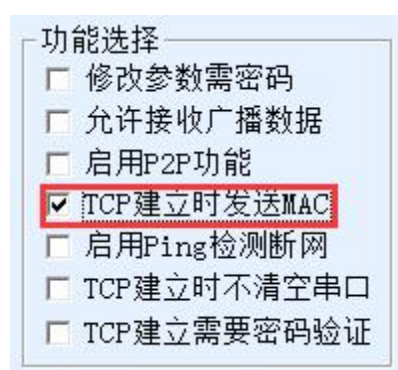 功能选择
修改参数需密码
允许接收广播数据
启用P2P功能
TCP建立时发送MAC
启用Ping检测断网
TCP建立时不清空串口
TCP建立需要密码验证